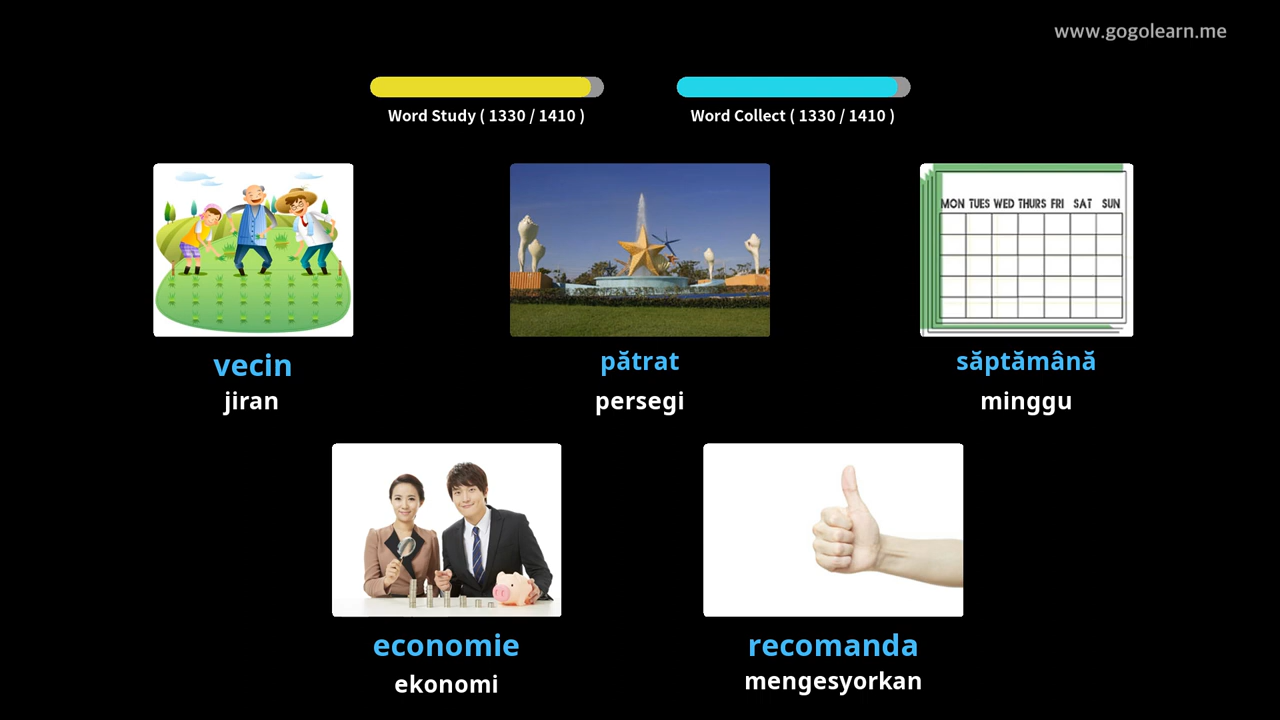 www.gogolearn.me
Word Study ( 1330 / 1410 )
Word Collect ( 1330 / 1410 )
MON TUES WED THURS FRI SAT SUN
vecin
jiran
pătrat
persegi
săptămână
minggu
economie
ekonomi
recomanda
mengesyorkan